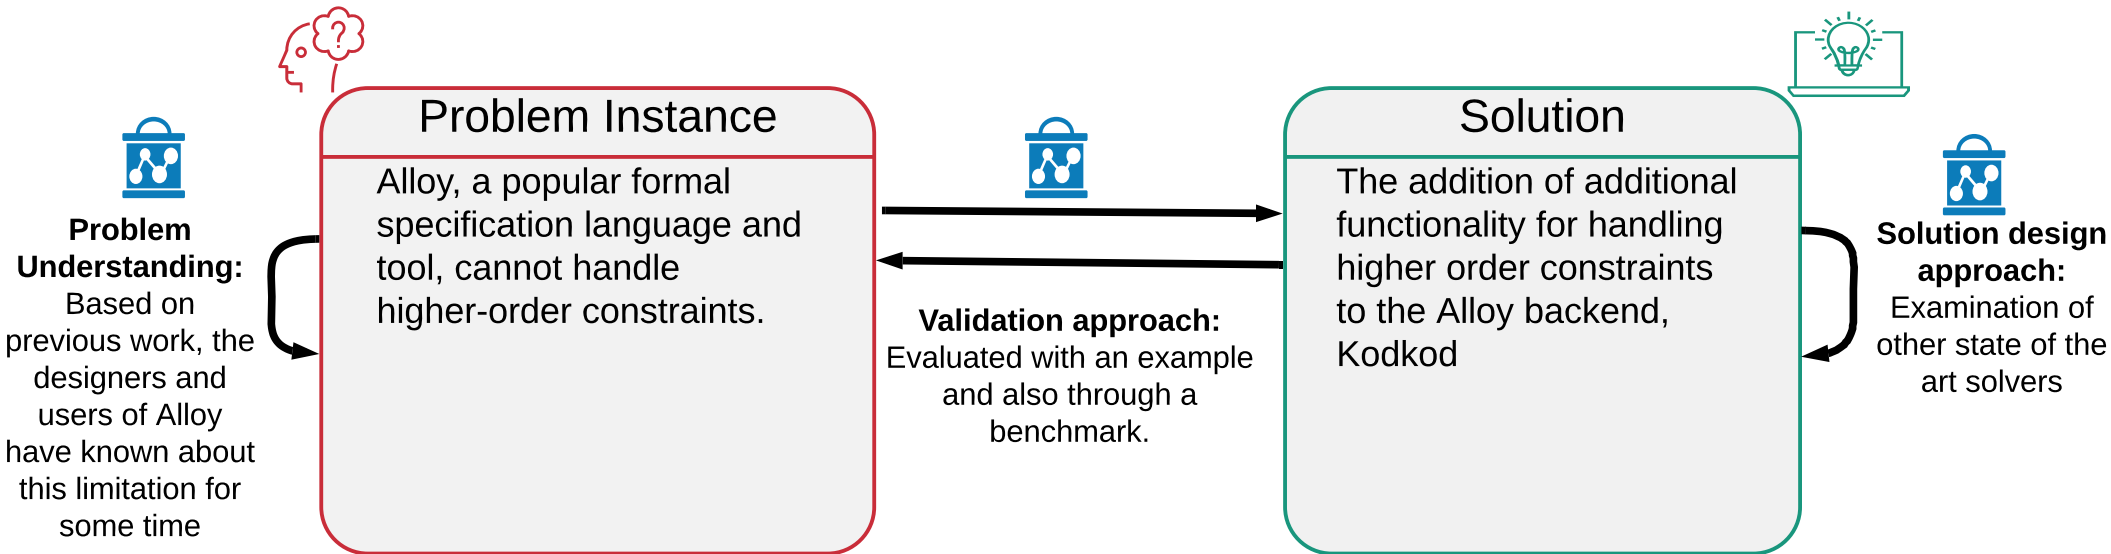 Problem Instance
Alloy, a popular formal
specification language and
tool, cannot handle
higher-order constraints.
Problem
Understanding:
Based on
previous work, the
designers and
users of Alloy
have known about
this limitation for
some time
Validation approach:
Evaluated with an example
and also through a
benchmark.
Solution
The addition of additional
functionality for handling
higher order constraints
to the Alloy backend,
Kodkod
Solution design
approach:
Examination of
other state of the
art solvers
?